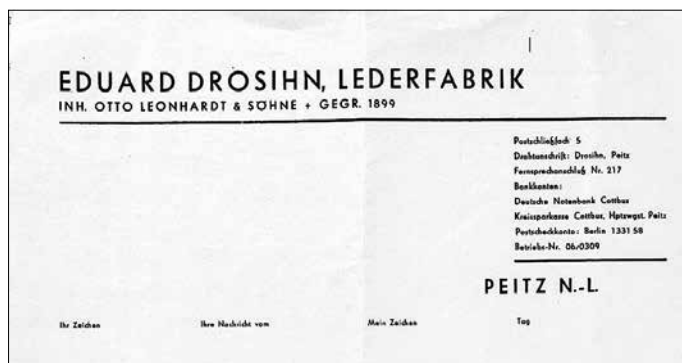 EDUARD DROSIHN, LEDERFABRIK
INH. OTTO LEONHARDT & SÖHNE + GEGR. 1899
Postschließfach 5
Drahtanschrift: Drosihn, Peitz
Fernsprechanschluß Nr. 217
Bankkonten:
Deutsche Notenbank Cottbus
Kreissparkasse Cottbus, Hptzwgst. Peitz
Postscheckkonto: Berlin 1331 58
Betriebs-Nr. 06/0309
PEITZ N.-L.
Ihr Zeichen Ihre Nachricht vom Mein Zeichen Tag